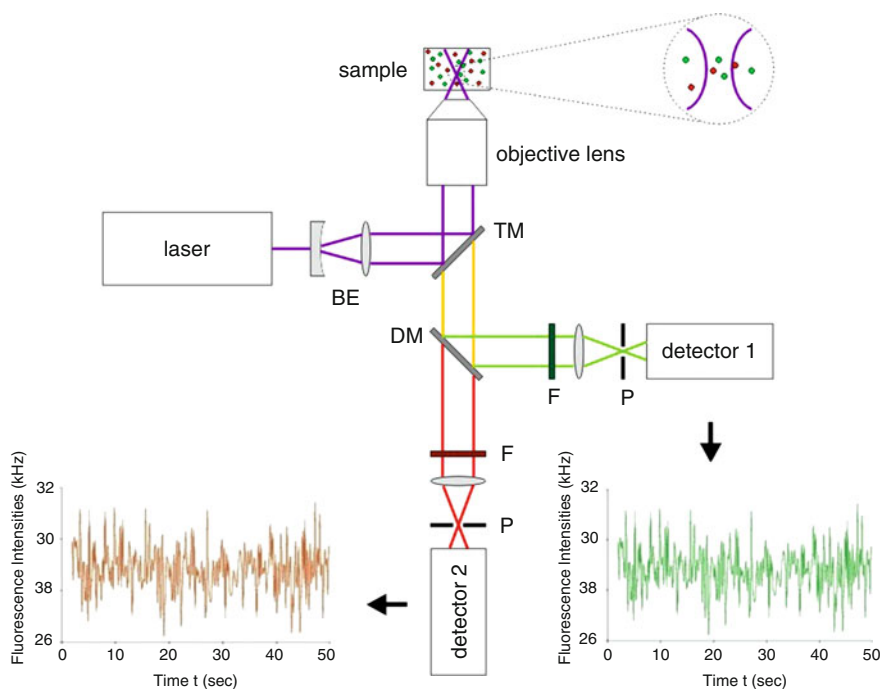 sample
objective lens
TM
laser
BE
DM
detector 1
F
P
F
P
detector 2
Fluorescence Intensities (kHz)
32
30
38
38
26
0 10 20 30 40 50
Time t (sec)
Fluorescence Intensities (kHz)
32
30
38
38
26
0 10 20 30 40 50
Time t (sec)